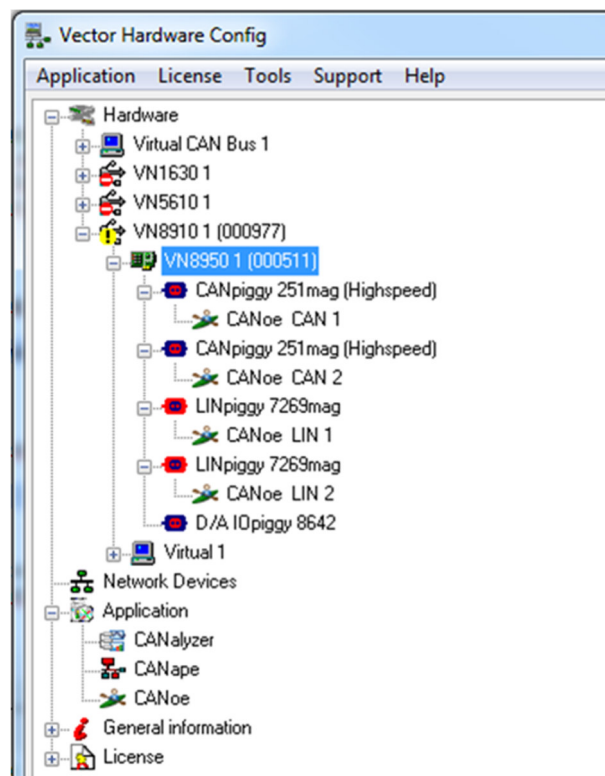 Vector Hardware Config
Application License Tools Support Help
Hardware
Virtual CAN Bus 1
VN1630 1
VN5610 1
VN8910 1 (000977)
VN8950 1 (000511)
CANpiggy 251mag (Highspeed)
CANoe CAN 1
CANpiggy 251mag (Highspeed)
CANoe CAN 2
LINpiggy 7269mag
CANoe LIN 1
LINpiggy 7269mag
CANoe LIN 2
D/A IOpiggy 8642
Virtual 1
Network Devices
Application
CANalyzer
CANape
CANoe
General information
License